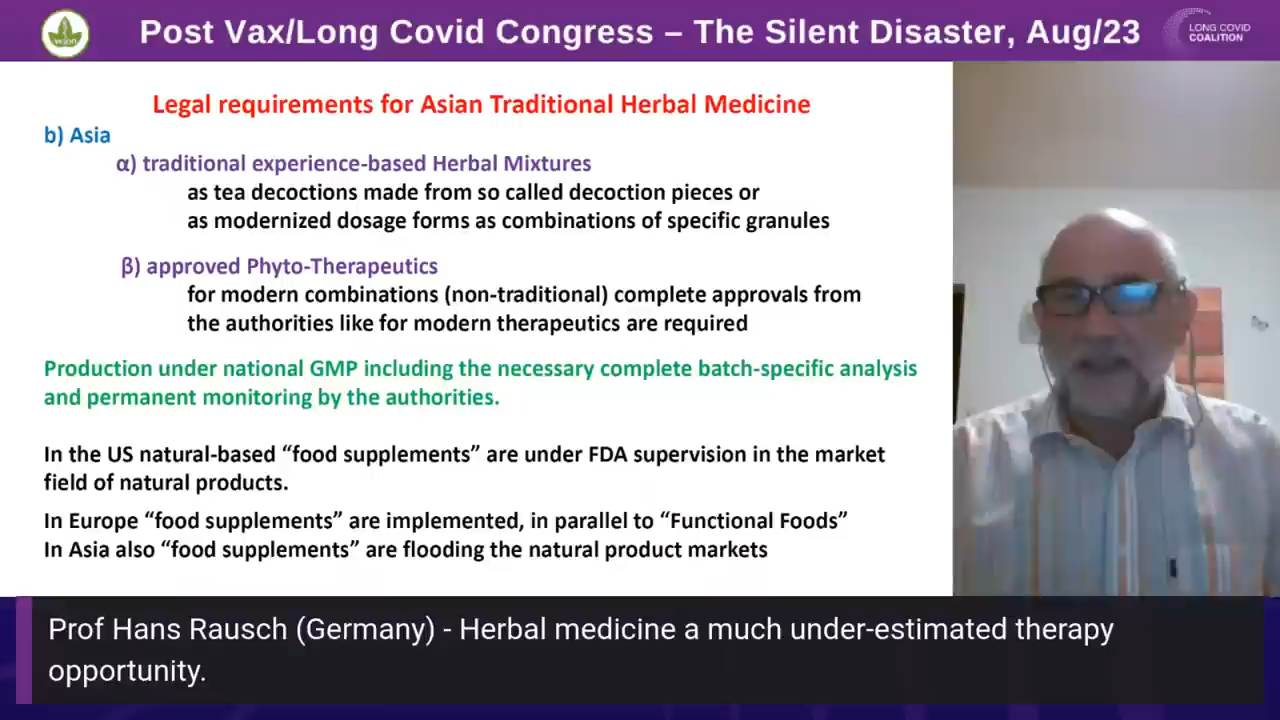 Post Vax/Long Covid Congress – The Silent Disaster, Aug/23
LONG COVID
COALITION
Legal requirements for Asian Traditional Herbal Medicine
b) Asia
α) traditional experience-based Herbal Mixtures
as tea decoctions made from so called decoction pieces or
as modernized dosage forms as combinations of specific granules
β) approved Phyto-Therapeutics
for modern combinations (non-traditional) complete approvals from
the authorities like for modern therapeutics are required
Production under national GMP including the necessary complete batch-specific analysis
and permanent monitoring by the authorities.
In the US natural-based “food supplements” are under FDA supervision in the market
field of natural products.
In Europe “food supplements” are implemented, in parallel to “Functional Foods”
In Asia also “food supplements” are flooding the natural product markets
Prof Hans Rausch (Germany) - Herbal medicine a much under-estimated therapy
opportunity.